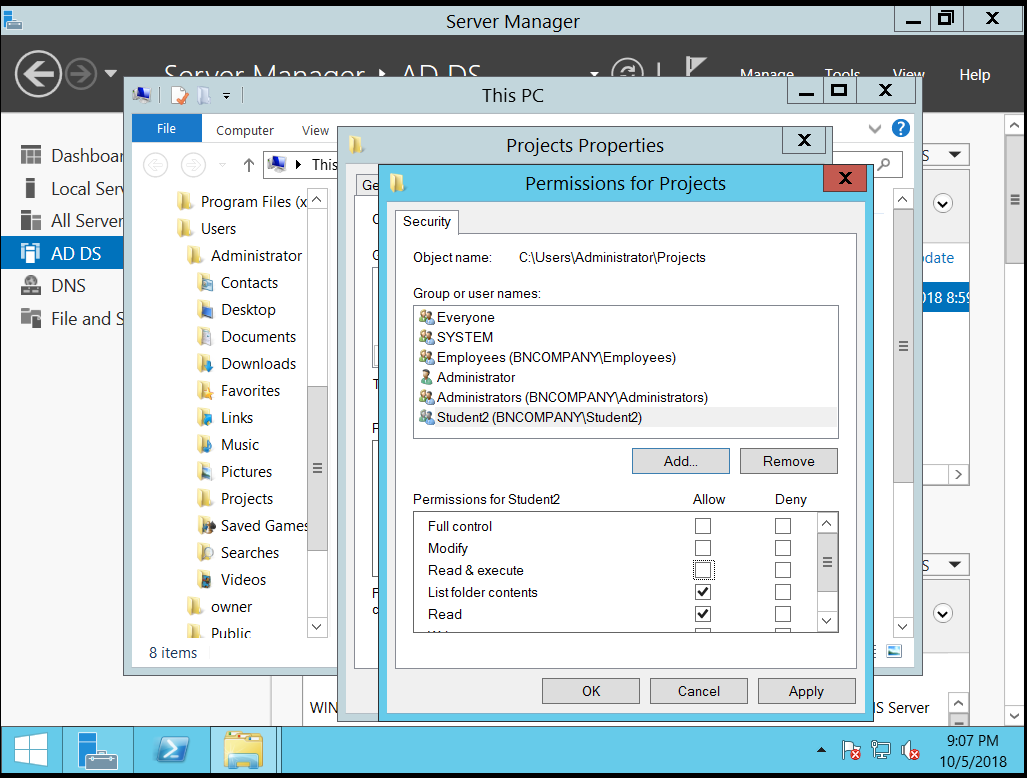 Server Manager
Server Manager ‣ AD DS
Manage Tools View Help
This PC
File Computer View
Projects Properties
This
Permissions for Projects
Dashboar
Local Serv
All Server
AD DS
DNS
File and S
Program Files (x
Users
Administrator
Contacts
Desktop
Documents
Downloads
Favorites
Links
Music
Pictures
Projects
Saved Games
Searches
Videos
owner
Public
8 items
Ge
Security
Object name: C:\Users\Administrator\Projects
Group or user names:
Everyone
SYSTEM
Employees (BNCOMPANY\Employees)
Administrator
Administrators (BNCOMPANY\Administrators)
Student2 (BNCOMPANY\Student2)
Add... Remove
Permissions for Student2 Allow Deny
Full control
Modify
Read & execute
List folder contents
Read
OK Cancel Apply
S
date
018 8:59
S
WIN
S Server
9:07 PM
10/5/2018